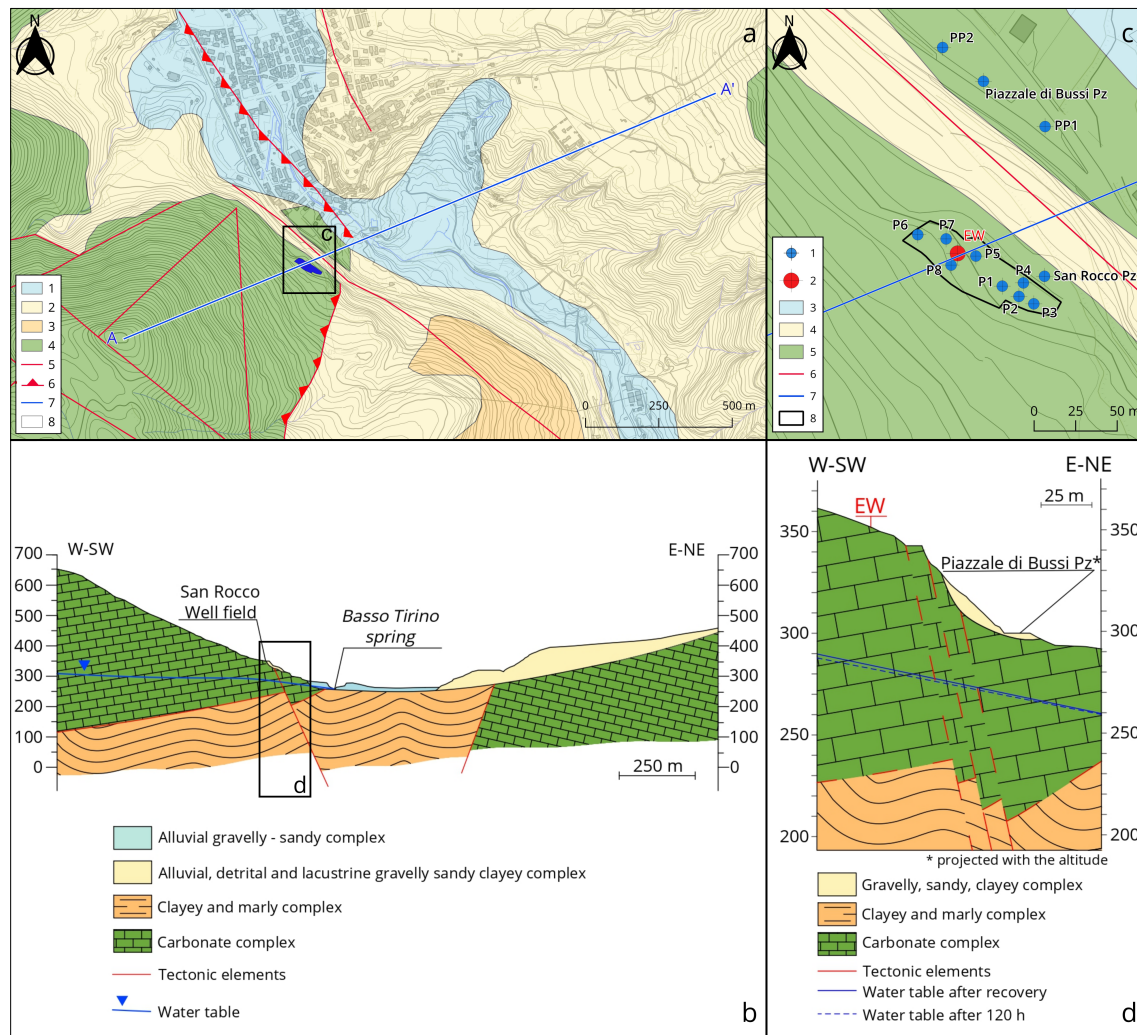 N
a
A'
c
A
1
2
3
4
5
6
7
8
0 250 500 m
N
c
PP2
Piazzale di Bussi Pz
PP1
P6
P7
EW
P5
P8
P4
San Rocco Pz
P1
P2
P3
1
2
3
4
5
6
7
8
0 25 50 m
W-SW
E-NE
700
600
500
400
300
200
100
0
San Rocco
Well field
Basso Tirino
spring
700
600
500
400
300
200
100
0
250 m
d
Alluvial gravelly - sandy complex
Alluvial, detrital and lacustrine gravelly sandy clayey complex
Clayey and marly complex
Carbonate complex
Tectonic elements
Water table
b
W-SW
E-NE
25 m
EW
350
300
250
200
Piazzale di Bussi Pz*
350
300
250
200
* projected with the altitude
Gravelly, sandy, clayey complex
Clayey and marly complex
Carbonate complex
Tectonic elements
Water table after recovery
Water table after 120 h
d